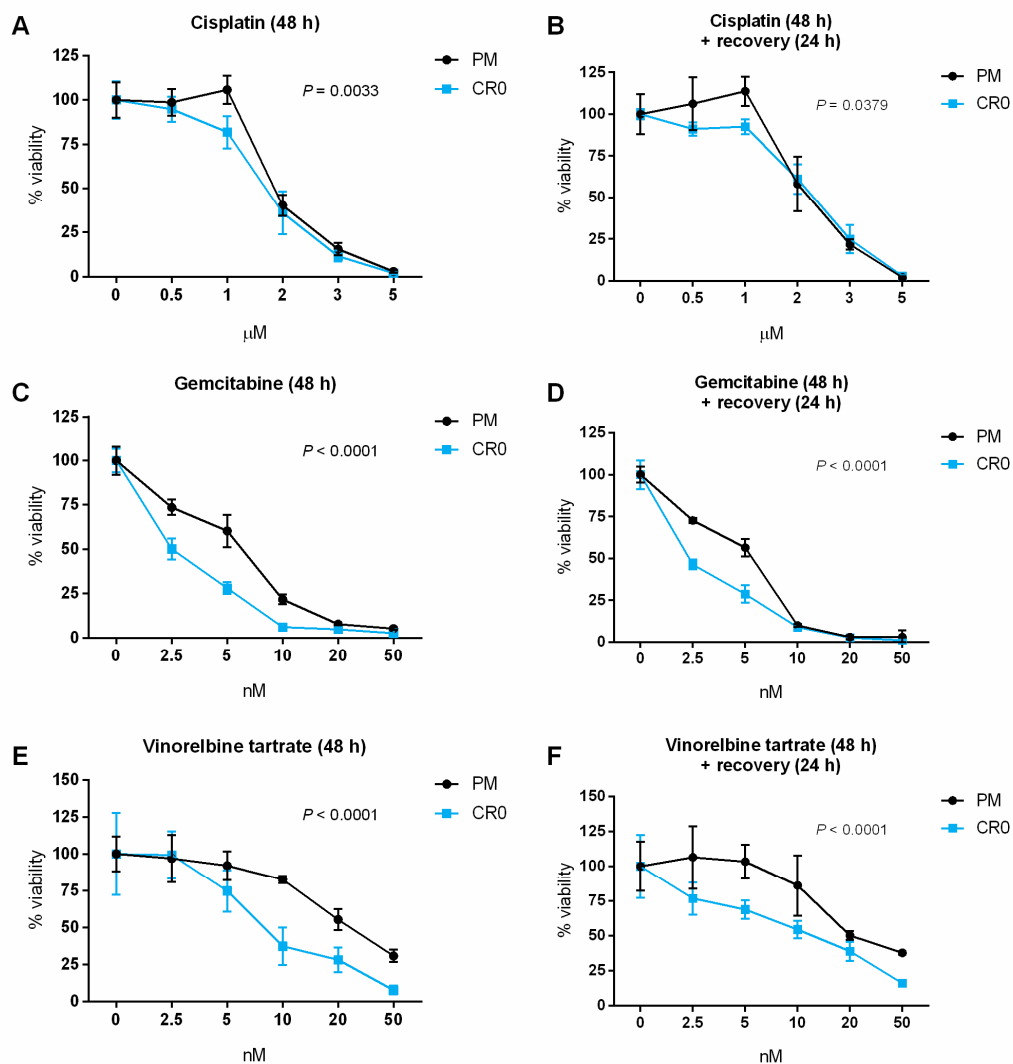 A
Cisplatin (48 h)
125
100
75
50
25
0
% viability
0 0.5 1 2 3 5
μM
P = 0.0033
PM
CR0
B
Cisplatin (48 h)
+ recovery (24 h)
125
100
75
50
25
0
% viability
0 0.5 1 2 3 5
μM
P = 0.0379
PM
CR0
C
Gemcitabine (48 h)
125
100
75
50
25
0
% viability
0 2.5 5 10 20 50
nM
P < 0.0001
PM
CR0
D
Gemcitabine (48 h)
+ recovery (24 h)
125
100
75
50
25
0
% viability
0 2.5 5 10 20 50
nM
P < 0.0001
PM
CR0
E
Vinorelbine tartrate (48 h)
150
125
100
75
50
25
0
% viability
0 2.5 5 10 20 50
nM
P < 0.0001
PM
CR0
F
Vinorelbine tartrate (48 h)
+ recovery (24 h)
150
125
100
75
50
25
0
% viability
0 2.5 5 10 20 50
nM
P < 0.0001
PM
CR0